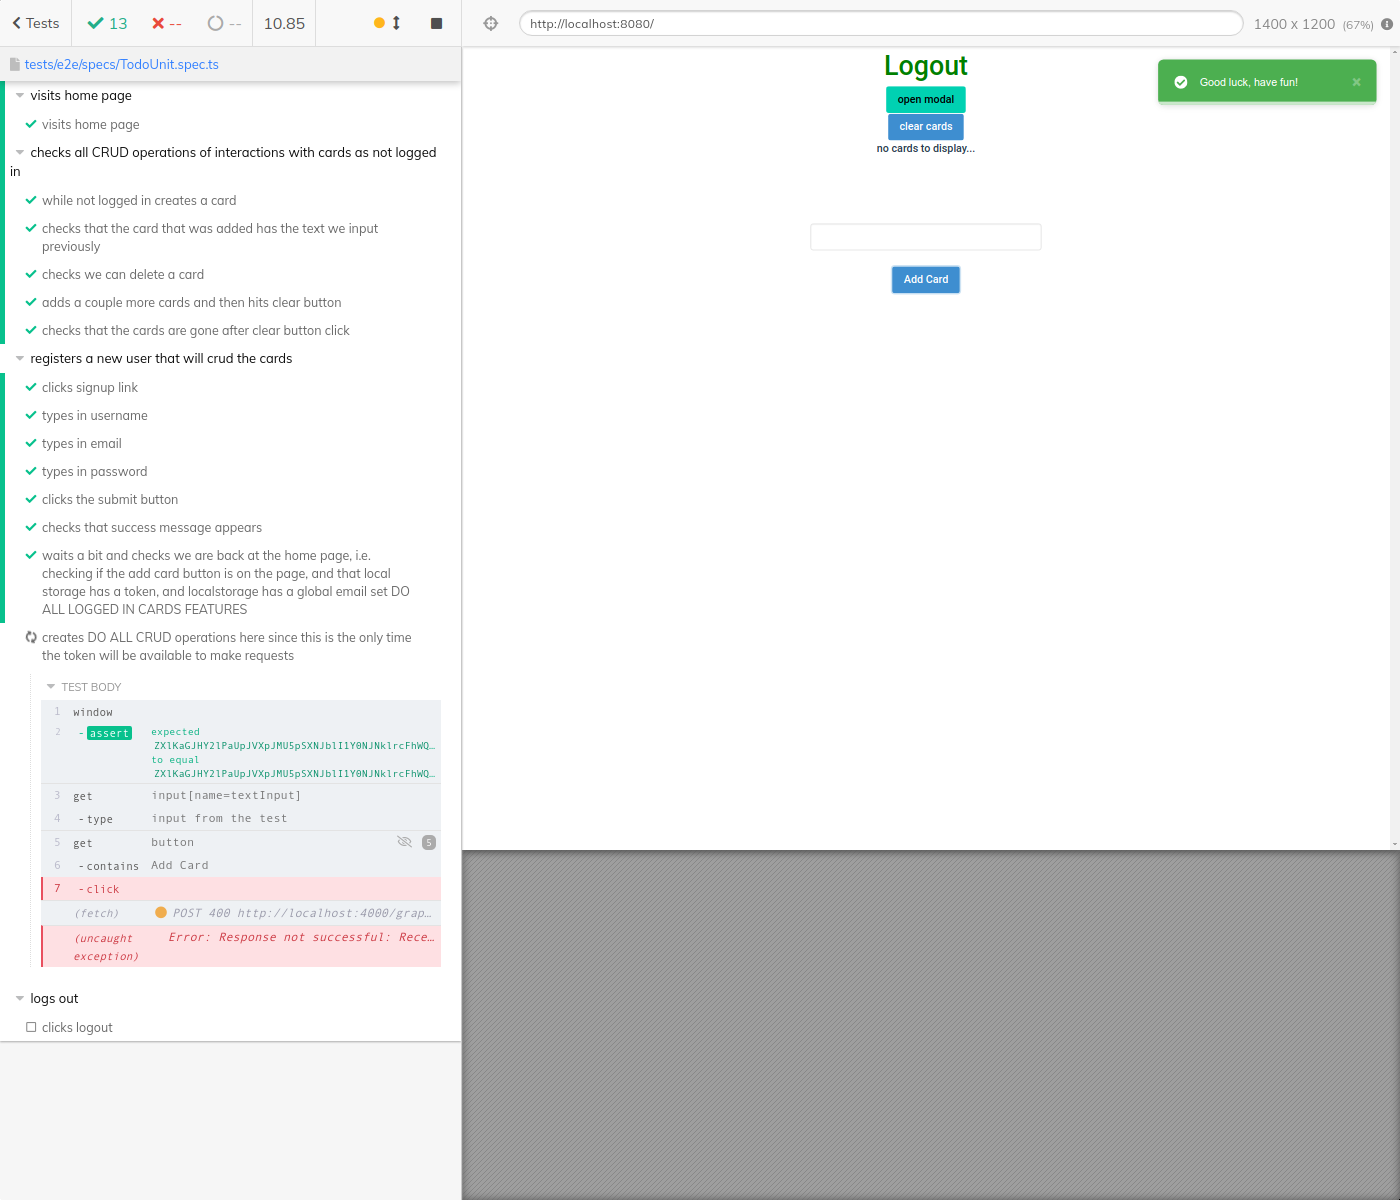 Tests
13
--
--
10.85
http://localhost:8080/
1400 x 1200 (67%)
tests/e2e/specs/TodoUnit.spec.ts
visits home page
visits home page
checks all CRUD operations of interactions with cards as not logged
in
while not logged in creates a card
checks that the card that was added has the text we input
previously
checks we can delete a card
adds a couple more cards and then hits clear button
checks that the cards are gone after clear button click
registers a new user that will crud the cards
clicks signup link
types in username
types in email
types in password
clicks the submit button
checks that success message appears
waits a bit and checks we are back at the home page, i.e.
checking if the add card button is on the page, and that local
storage has a token, and localstorage has a global email set DO
ALL LOGGED IN CARDS FEATURES
creates DO ALL CRUD operations here since this is the only time
the token will be available to make requests
TEST BODY
1 window
2 -assert expected
ZXlKaGJHY2lPaUpJVXpJMU5pSXNJblI1Y0NJNklrcFhWQ…
to equal
ZXlKaGJHY2lPaUpJVXpJMU5pSXNJblI1Y0NJNklrcFhWQ…
3 get input[name=textInput]
4 -type input from the test
5 get button 5
6 -contains Add Card
7 -click
(fetch) POST 400 http://localhost:4000/grap…
(uncaught Error: Response not successful: Rece…
exception)
logs out
clicks logout
Logout
open modal
clear cards
no cards to display...
Add Card
Good luck, have fun!